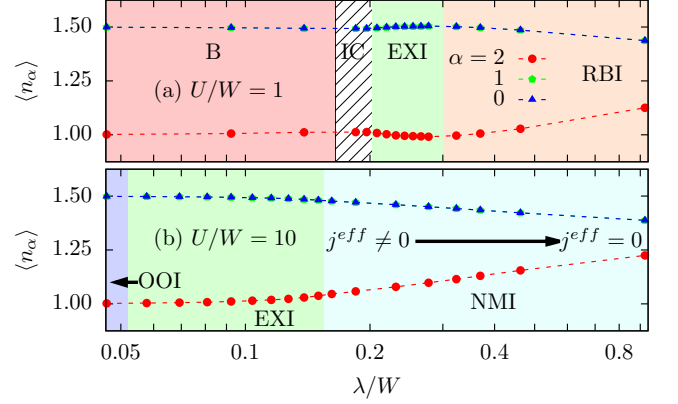 1.50
1.25
1.00
⟨n_α⟩
B
IC
EXI
α = 2
1
0
RBI
(a) U/W = 1
1.50
1.25
1.00
⟨n_α⟩
(b) U/W = 10
j^{eff} ≠ 0
j^{eff} = 0
OOI
EXI
NMI
0.05
0.1
0.2
0.4
0.8
λ/W